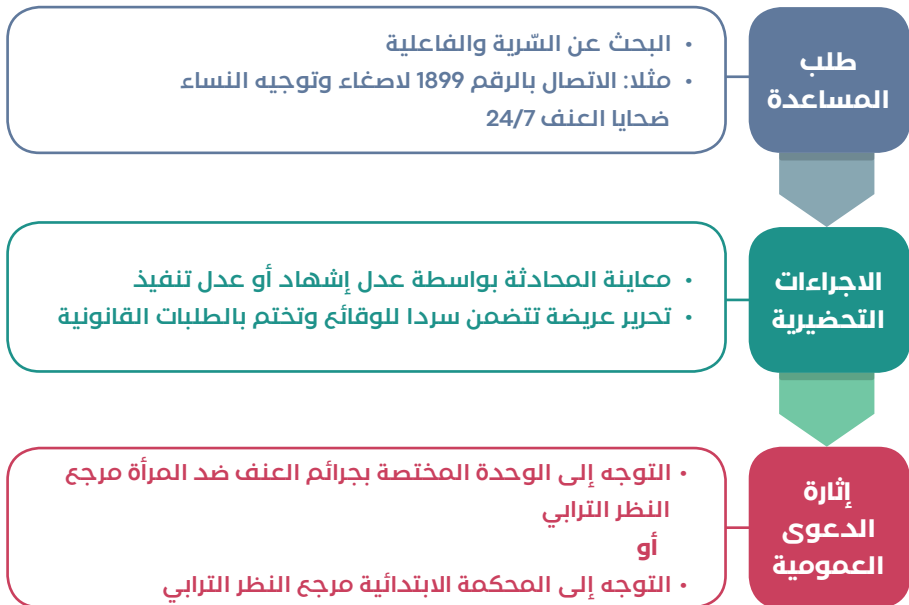 طلب
المساعدة
• البحث عن السّرية والفاعلية
• مثلا: الاتصال بالرقم 1899 لاصغاء وتوجيه النساء
ضحايا العنف 24/7
الاجراءات
التحضيرية
• معاينة المحادثة بواسطة عدل إشهاد أو عدل تنفيذ
• تحرير عريضة تتضمن سردا للوقائع وتختم بالطلبات القانونية
إثارة
الدعوى
العمومية
• التوجه إلى الوحدة المختصة بجرائم العنف ضد المرأة مرجع
النظر الترابي
أو
• التوجه إلى المحكمة الابتدائية مرجع النظر الترابي